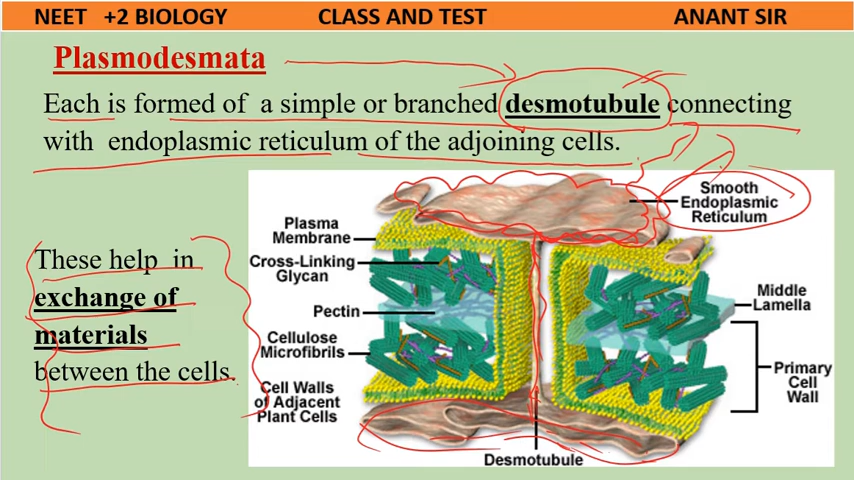 NEET +2 BIOLOGY CLASS AND TEST ANANT SIR
Plasmodesmata
Each is formed of a simple or branched desmotubule connecting
with endoplasmic reticulum of the adjoining cells.
These help in
exchange of
materials
between the cells.
Smooth
Endoplasmic
Reticulum
Plasma
Membrane
Cross-Linking
Glycan
Pectin
Cellulose
Microfibrils
Cell Walls
of Adjacent
Plant Cells
Middle
Lamella
Primary
Cell
Wall
Desmotubule